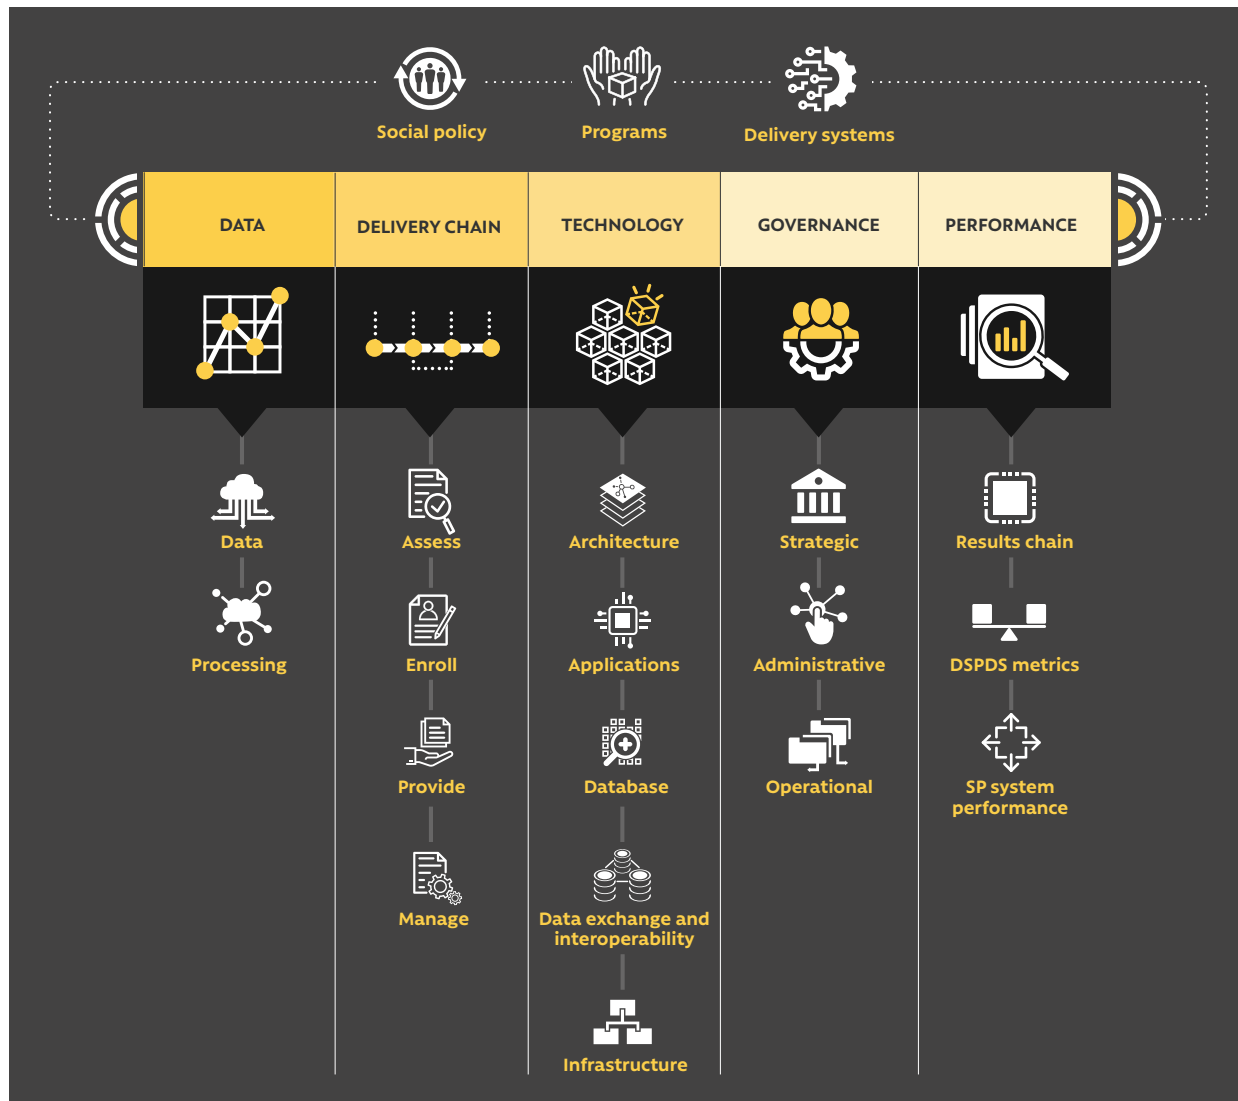 Social policy
Programs
Delivery systems
DATA
DELIVERY CHAIN
TECHNOLOGY
GOVERNANCE
PERFORMANCE
Data
Processing
Assess
Enroll
Provide
Manage
Architecture
Applications
Database
Data exchange and
interoperability
Infrastructure
Strategic
Administrative
Operational
Results chain
DSPDS metrics
SP system
performance